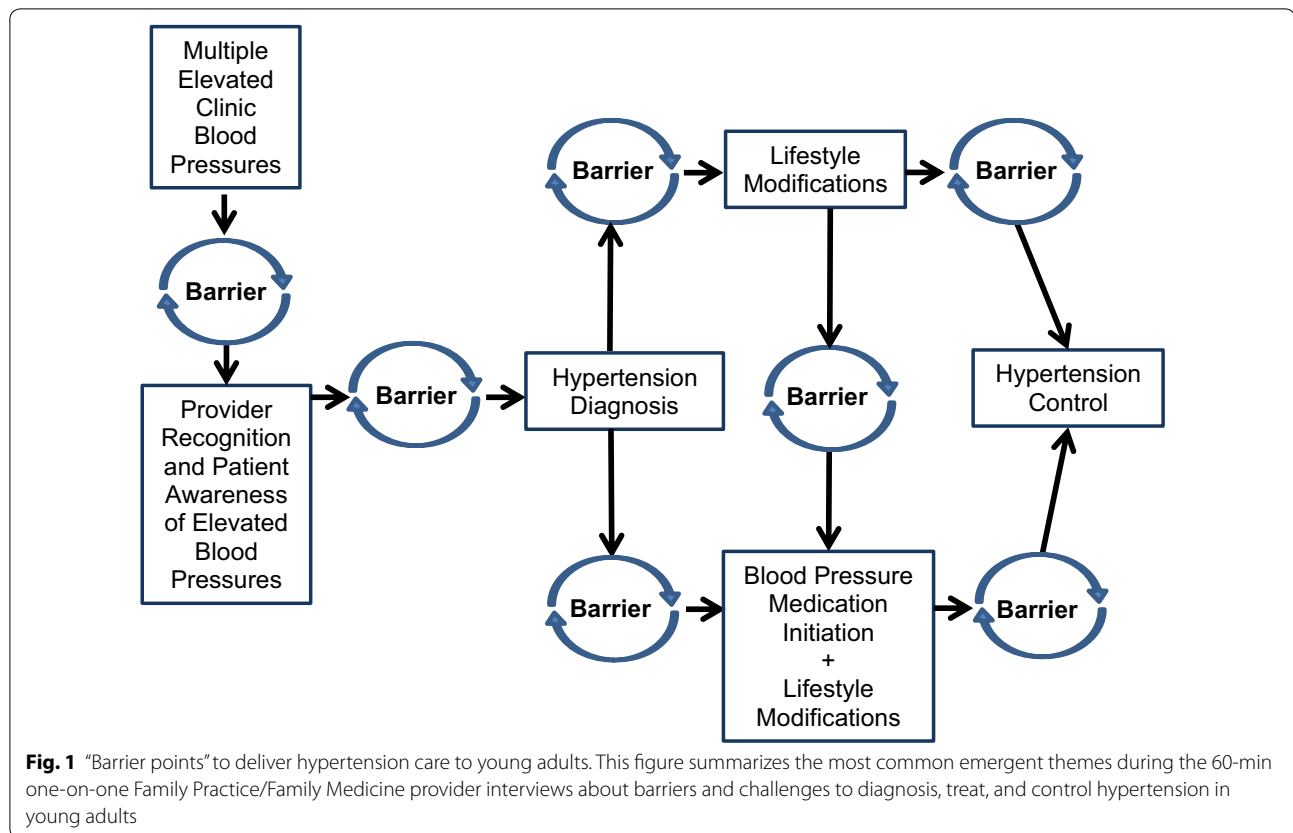 Multiple
Elevated
Clinic
Blood
Pressures
Barrier
Provider
Recognition
and Patient
Awareness
of Elevated
Blood
Pressures
Barrier
Hypertension
Diagnosis
Barrier
Lifestyle
Modifications
Barrier
Barrier
Hypertension
Control
Barrier
Blood Pressure
Medication
Initiation
+
Lifestyle
Modifications
Barrier
Fig. 1 "Barrier points" to deliver hypertension care to young adults. This figure summarizes the most common emergent themes during the 60-min
one-on-one Family Practice/Family Medicine provider interviews about barriers and challenges to diagnosis, treat, and control hypertension in
young adults